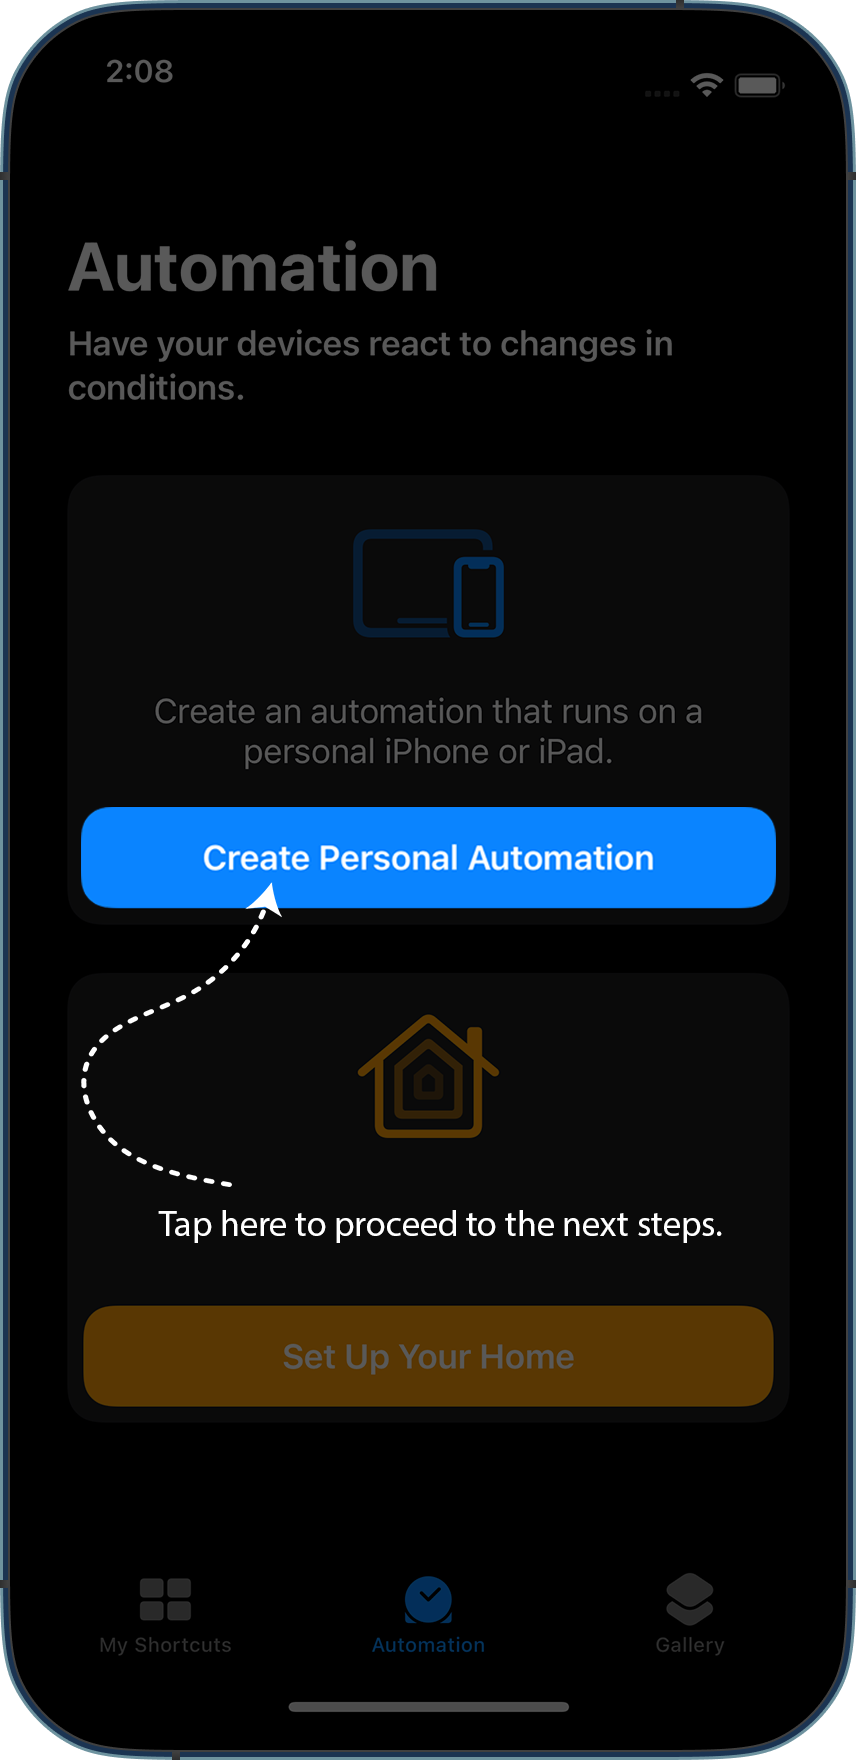 2:08
Automation
Have your devices react to changes in
conditions.
Create an automation that runs on a
personal iPhone or iPad.
Create Personal Automation
Tap here to proceed to the next steps.
Set Up Your Home
My Shortcuts
Automation
Gallery